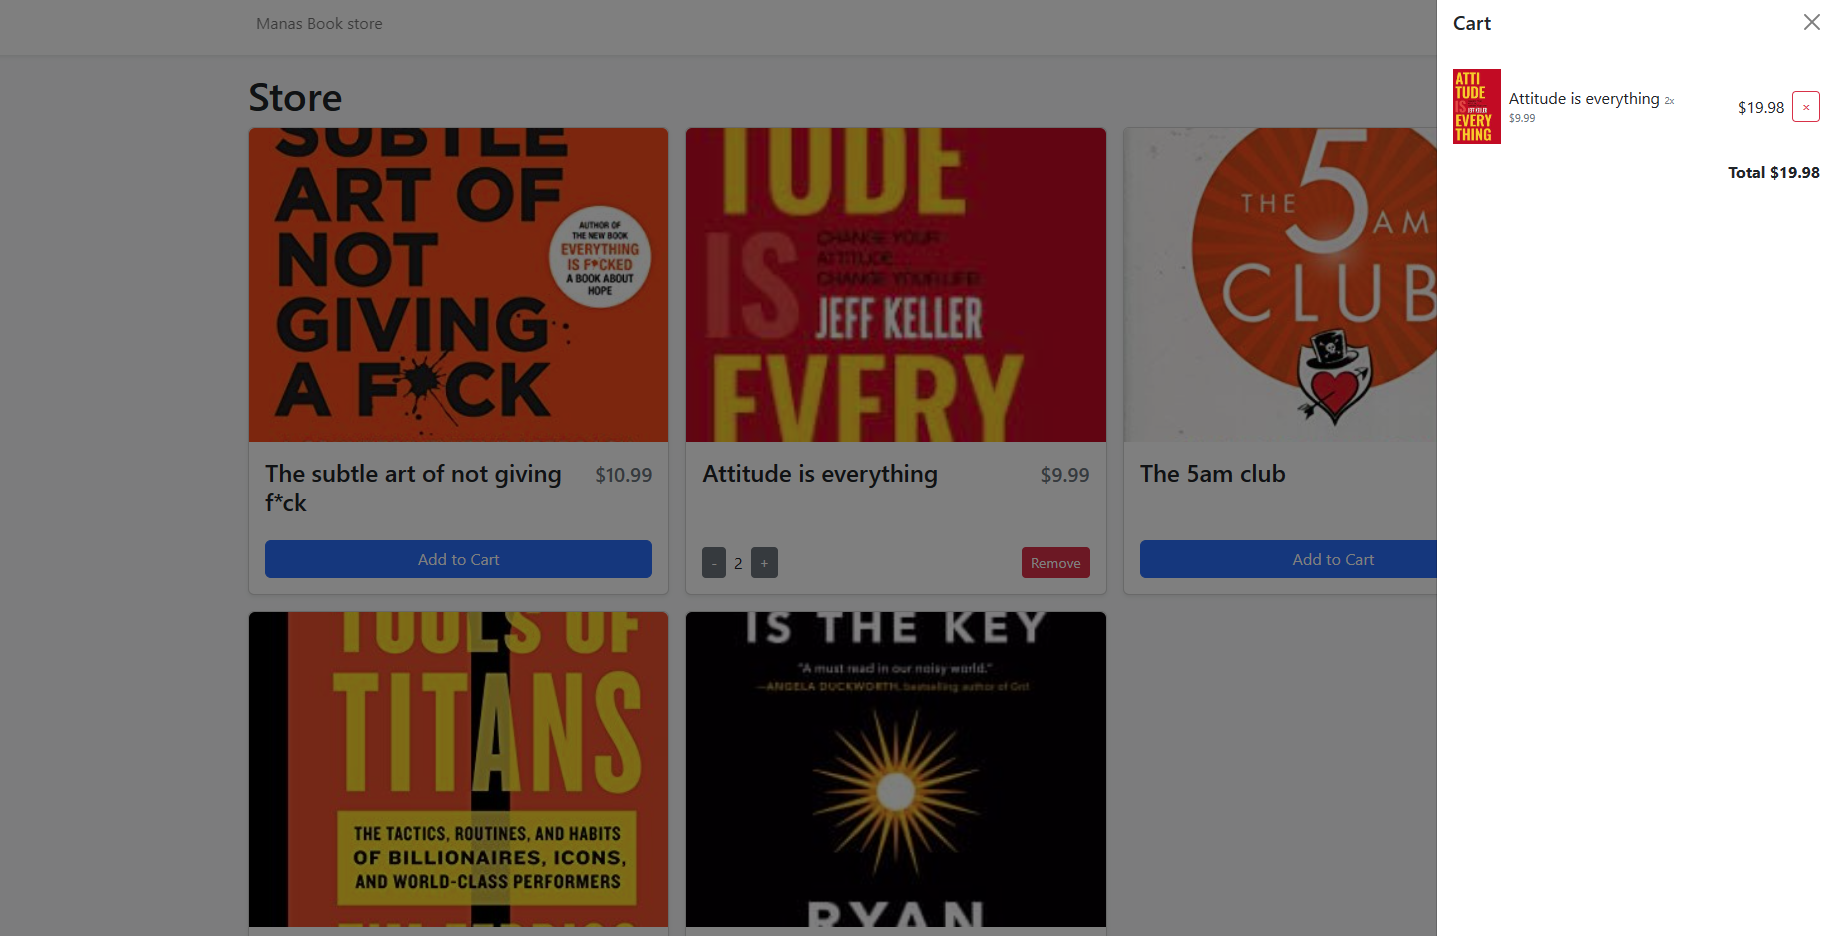 Manas Book store
Store
SUBTLE
ART OF
NOT
GIVING
A F*CK
AUTHOR OF
THE NEW BOOK
EVERYTHING
IS F*CKED
A BOOK ABOUT
HOPE
The subtle art of not giving
f*ck
$10.99
Add to Cart
TUDE
IS
CHANGE YOUR
ATTITUDE...
CHANGE YOUR LIFE!
JEFF KELLER
EVERY
Attitude is everything
$9.99
- 2 +
Remove
THE 5 AM
CLUB
The 5am club
Add to Cart
TOOLS OF
TITANS
THE TACTICS, ROUTINES, AND HABITS
OF BILLIONAIRES, ICONS,
AND WORLD-CLASS PERFORMERS
IS THE KEY
"A must read in our noisy world."
—ANGELA DUCKWORTH, bestselling author of Grit
RYAN
Cart
ATTI
TUDE
IS
JEFF KELLER
EVERY
THING
Attitude is everything 2x
$9.99
$19.98
×
Total $19.98